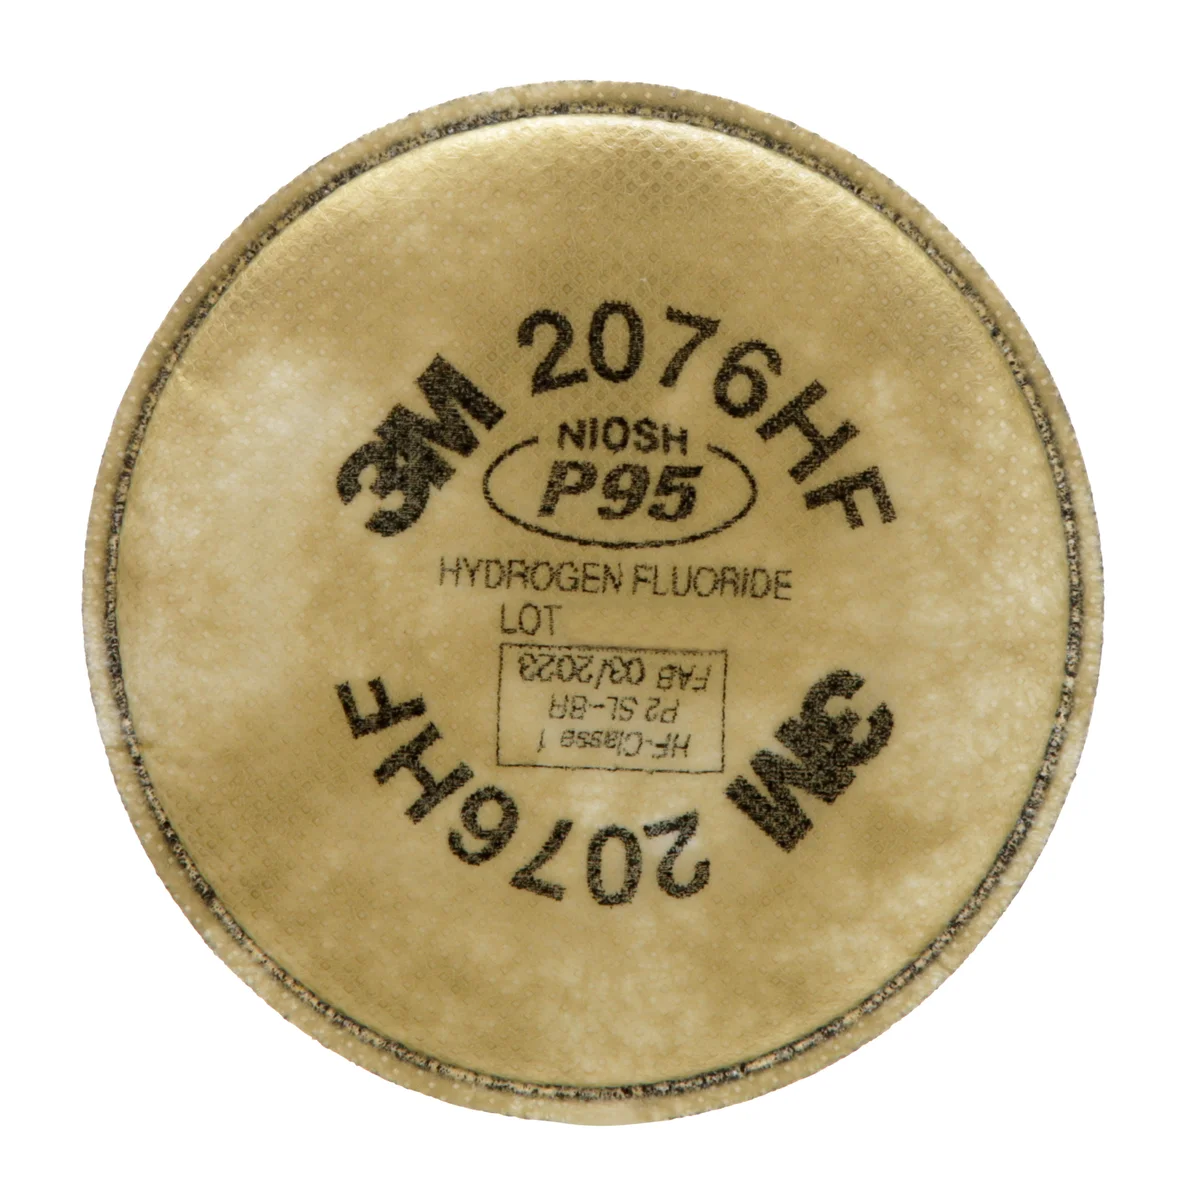 3M 2076HF
NIOSH
P95
HYDROGEN FLUORIDE
LOT
HF-Classe 1
P2 SL-BR
FAB 03/2023
3M 2076HF